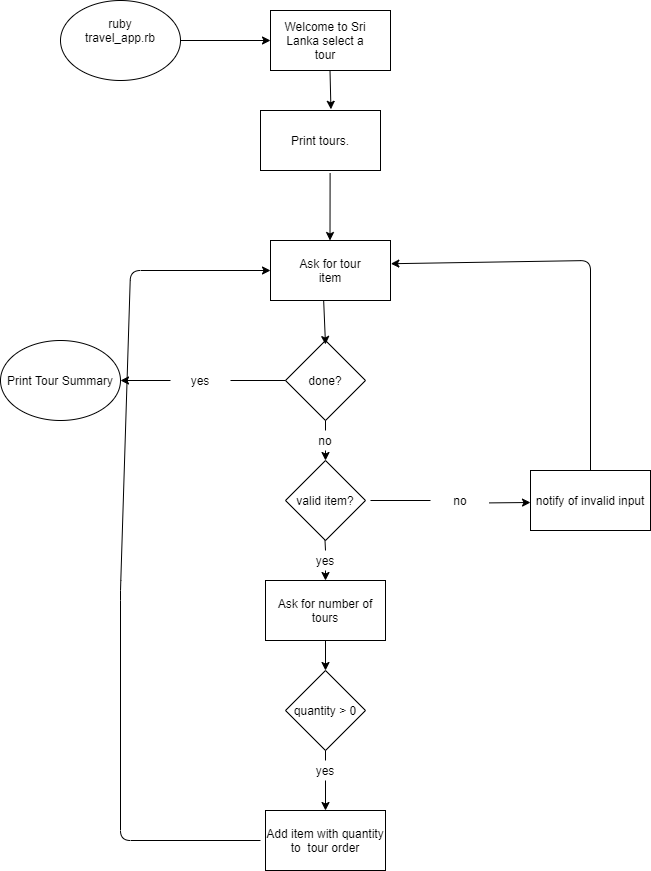 ruby
travel_app.rb
Welcome to Sri
Lanka select a
tour
Print tours.
Ask for tour
item
Print Tour Summary
yes
done?
no
valid item?
no
notify of invalid input
yes
Ask for number of
tours
quantity > 0
yes
Add item with quantity
to tour order